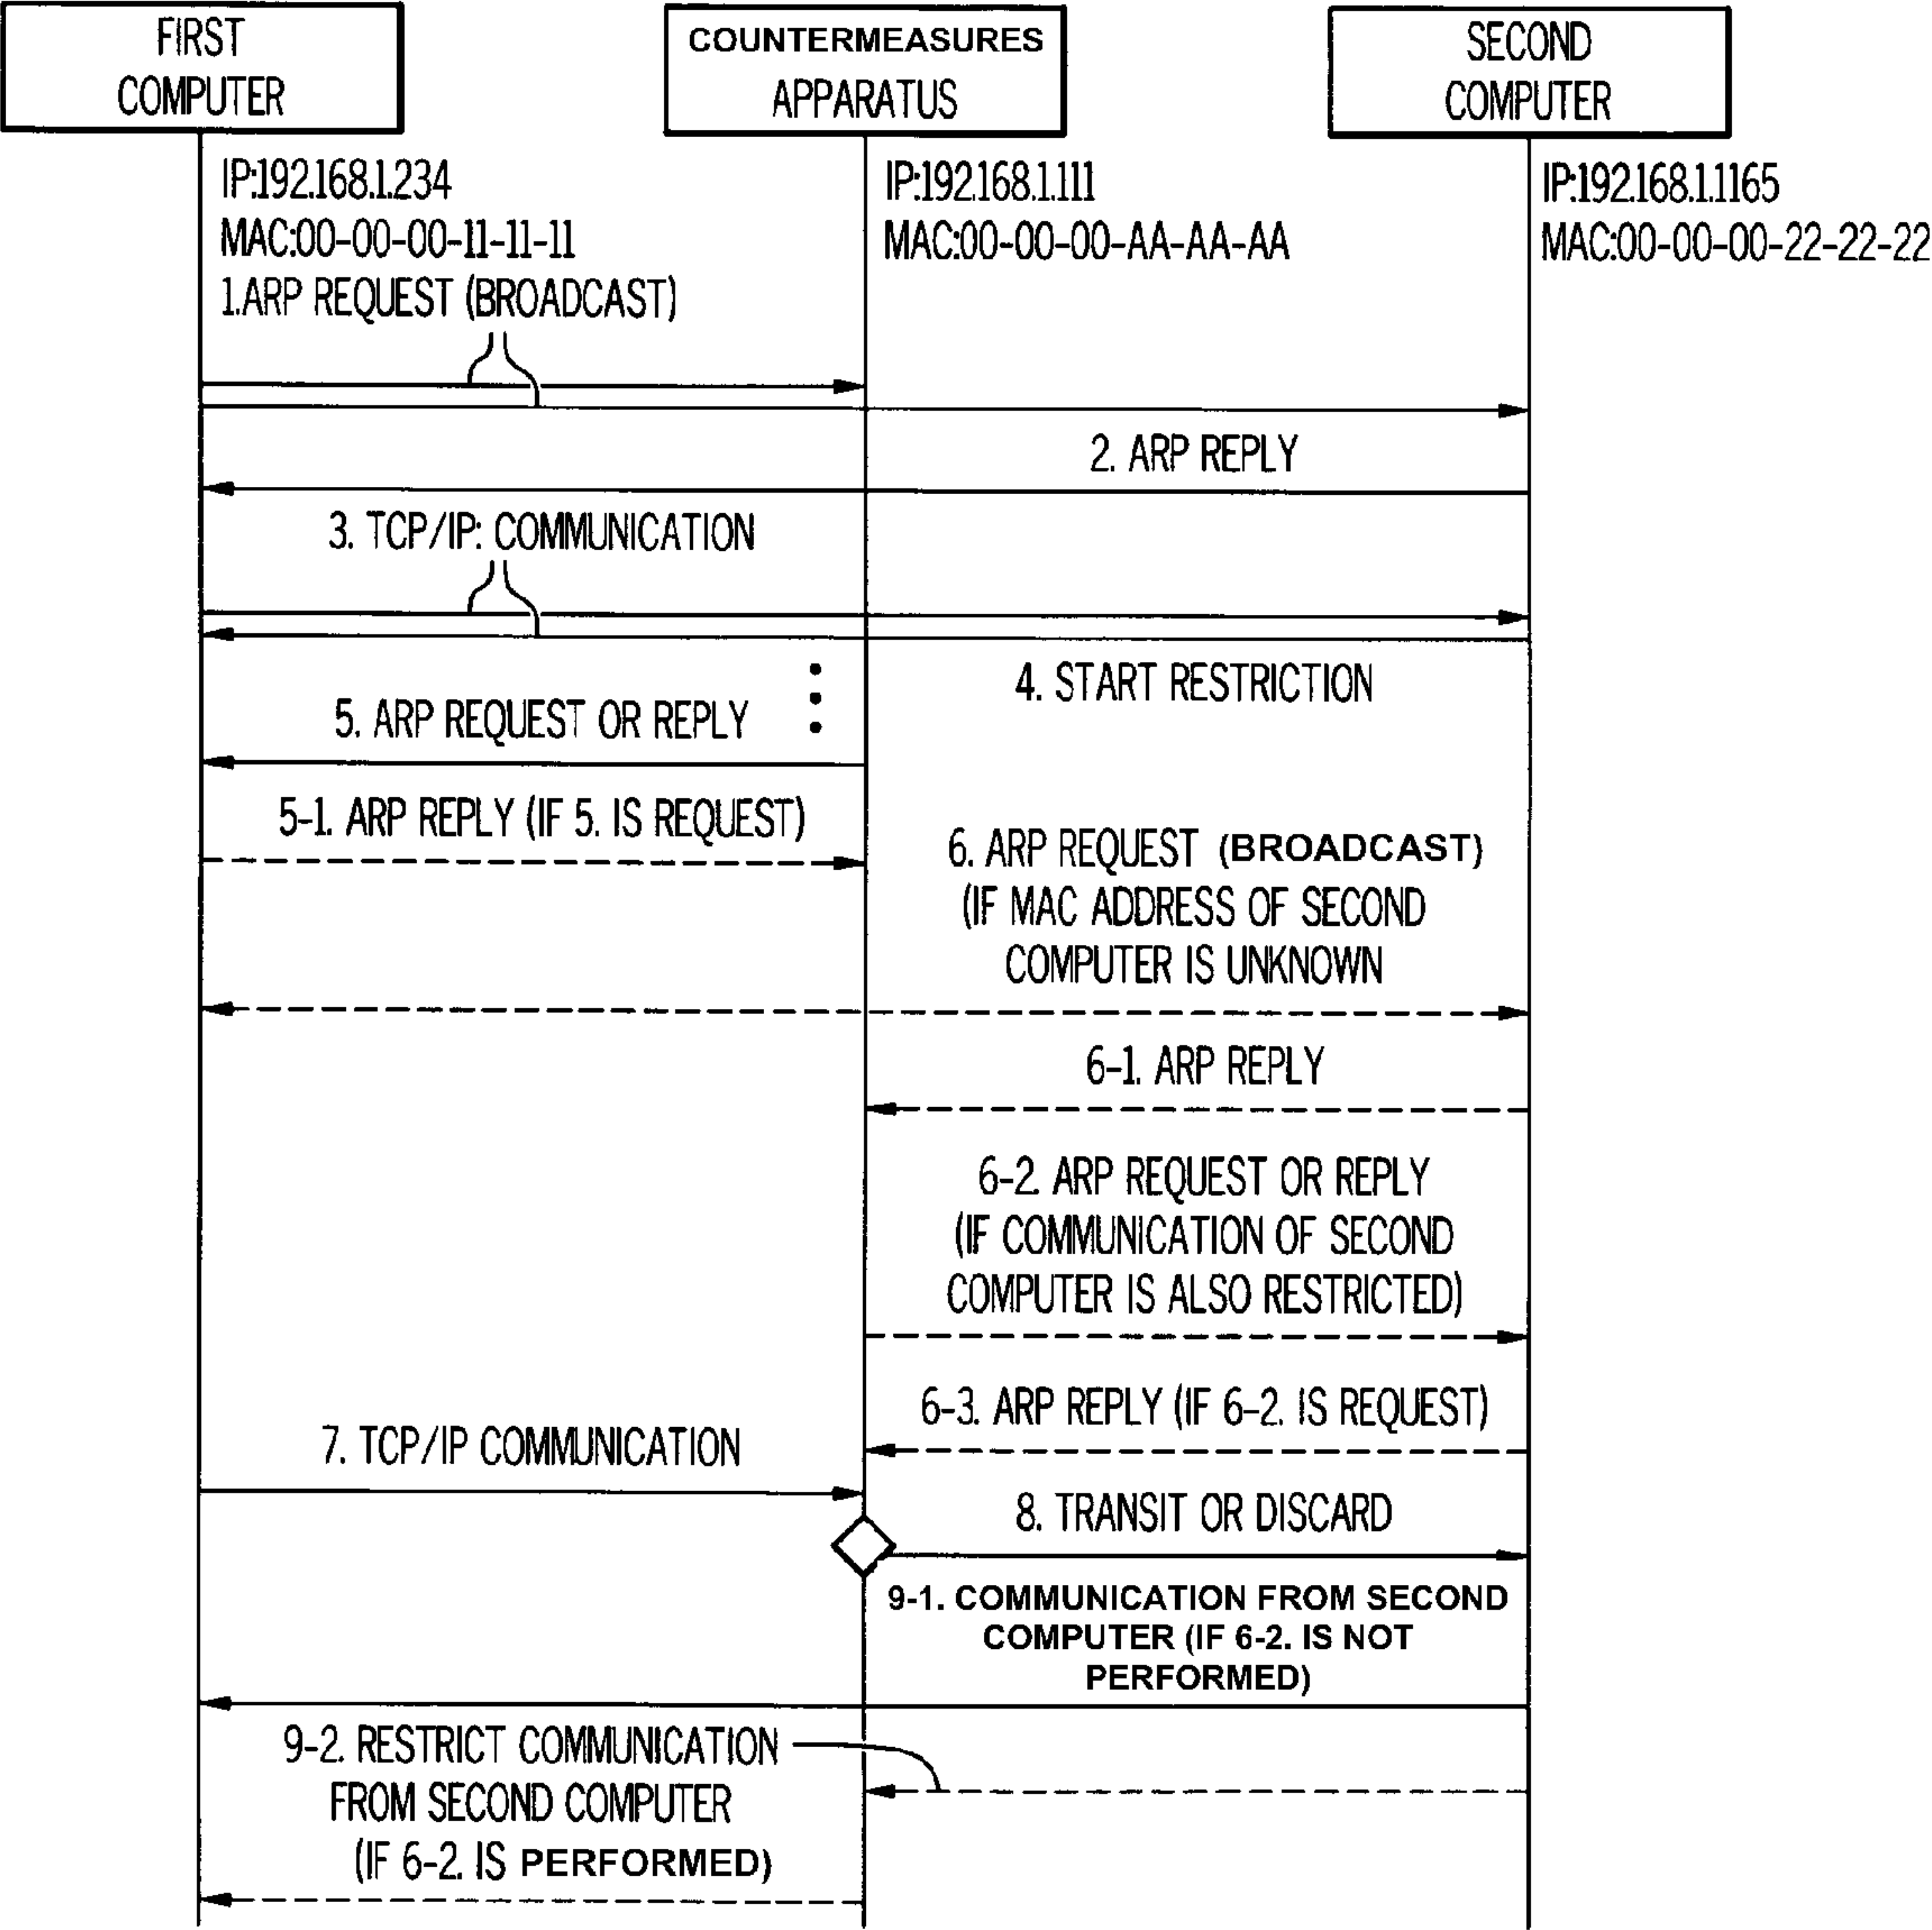 FIRST
COMPUTER
COUNTERMEASURES
APPARATUS
SECOND
COMPUTER
IP:192.168.1.234
MAC:00-00-00-11-11-11
IP:192.168.1.111
MAC:00-00-00-AA-AA-AA
IP:192.168.1.1165
MAC:00-00-00-22-22-22
1.ARP REQUEST (BROADCAST)
2. ARP REPLY
3. TCP/IP: COMMUNICATION
4. START RESTRICTION
5. ARP REQUEST OR REPLY
5-1. ARP REPLY (IF 5. IS REQUEST)
6. ARP REQUEST (BROADCAST)
(IF MAC ADDRESS OF SECOND
COMPUTER IS UNKNOWN
6-1. ARP REPLY
6-2. ARP REQUEST OR REPLY
(IF COMMUNICATION OF SECOND
COMPUTER IS ALSO RESTRICTED)
6-3. ARP REPLY (IF 6-2. IS REQUEST)
7. TCP/IP COMMUNICATION
8. TRANSIT OR DISCARD
9-1. COMMUNICATION FROM SECOND
COMPUTER (IF 6-2. IS NOT
PERFORMED)
9-2. RESTRICT COMMUNICATION
FROM SECOND COMPUTER
(IF 6-2. IS PERFORMED)